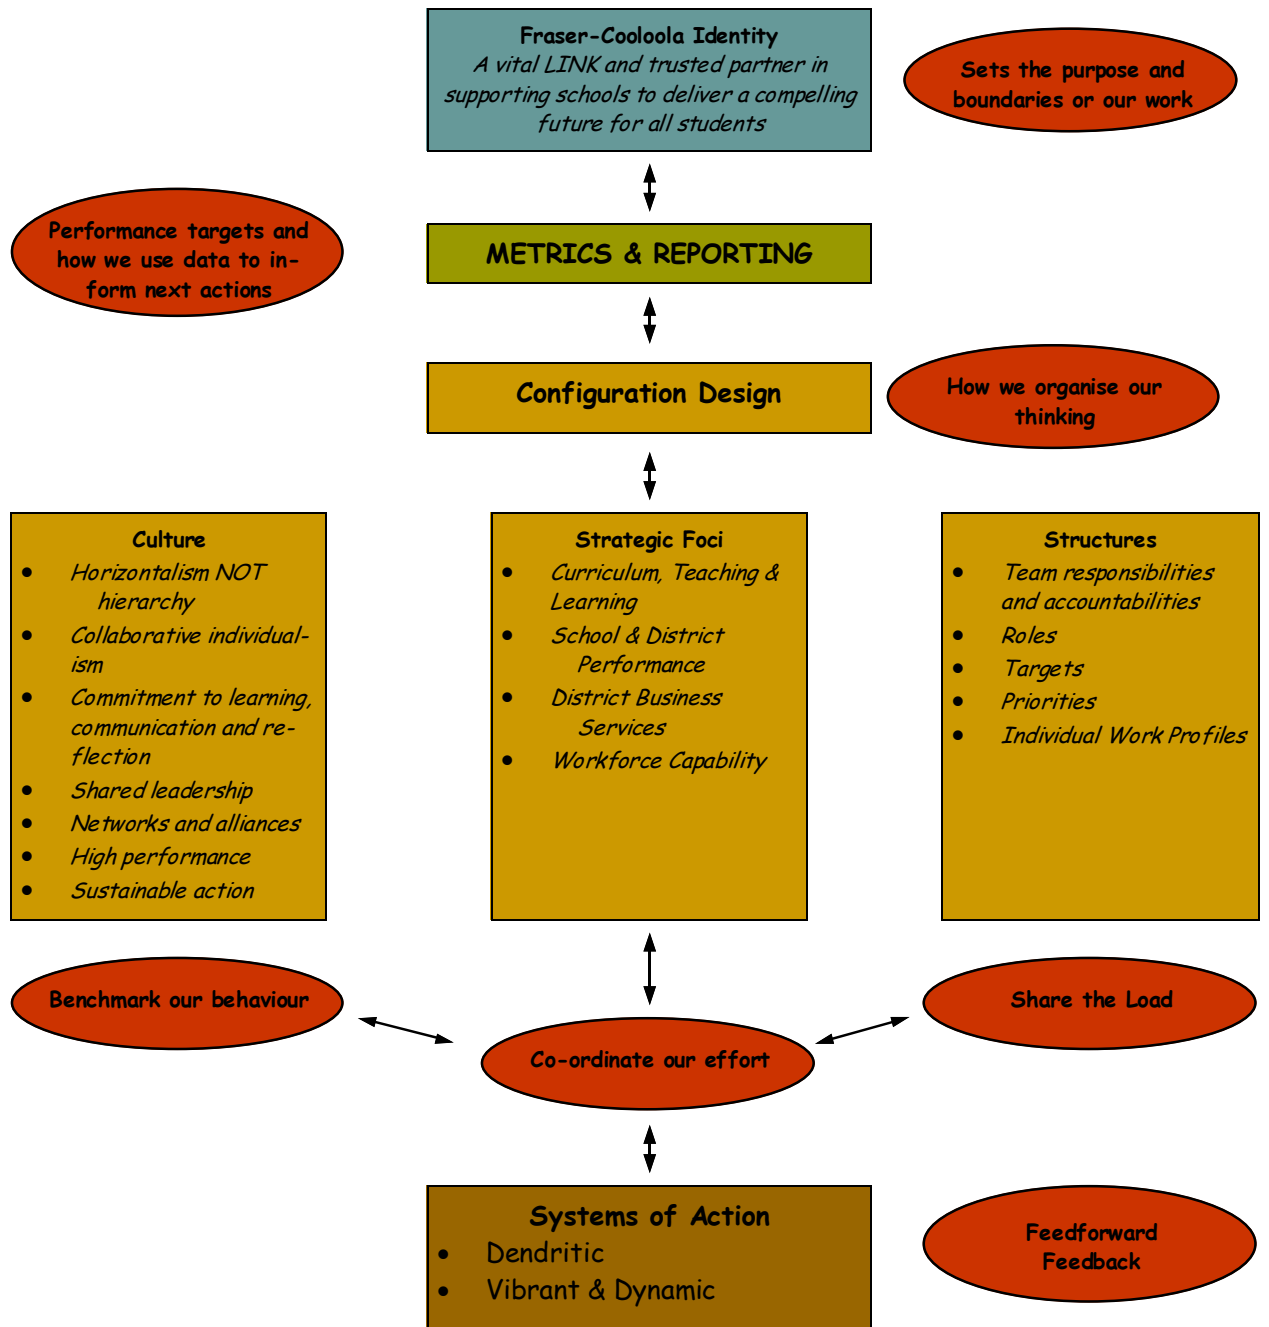 Fraser-Cooloola Identity
A vital LINK and trusted partner in
supporting schools to deliver a compelling
future for all students
Sets the purpose and
boundaries or our work
Performance targets and
how we use data to in-
form next actions
METRICS & REPORTING
Configuration Design
How we organise our
thinking
Culture
• Horizontalism NOT
hierarchy
• Collaborative individual-
ism
• Commitment to learning,
communication and re-
flection
• Shared leadership
• Networks and alliances
• High performance
• Sustainable action
Strategic Foci
• Curriculum, Teaching &
Learning
• School & District
Performance
• District Business
Services
• Workforce Capability
Structures
• Team responsibilities
and accountabilities
• Roles
• Targets
• Priorities
• Individual Work Profiles
Benchmark our behaviour
Share the Load
Co-ordinate our effort
Systems of Action
• Dendritic
• Vibrant & Dynamic
Feedforward
Feedback